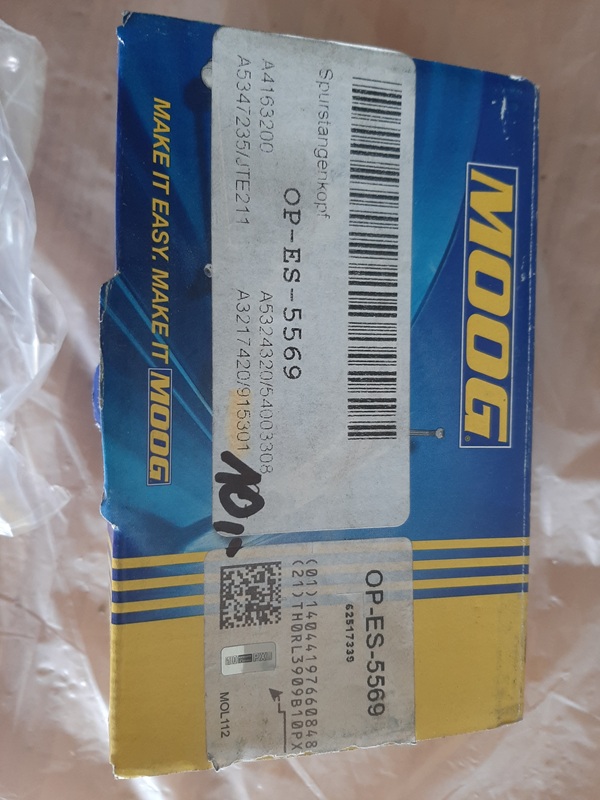 MOOG
Spurstangenkopf
OP-ES-5569
A4163200
A5324320/54003308
A5347235/JTE211
A3217420/915301
10,-
MAKE IT EASY. MAKE IT MOOG
OP-ES-5569
62517339
(01)14044197660848
(21)TH0RL3909B10PX
MOL112